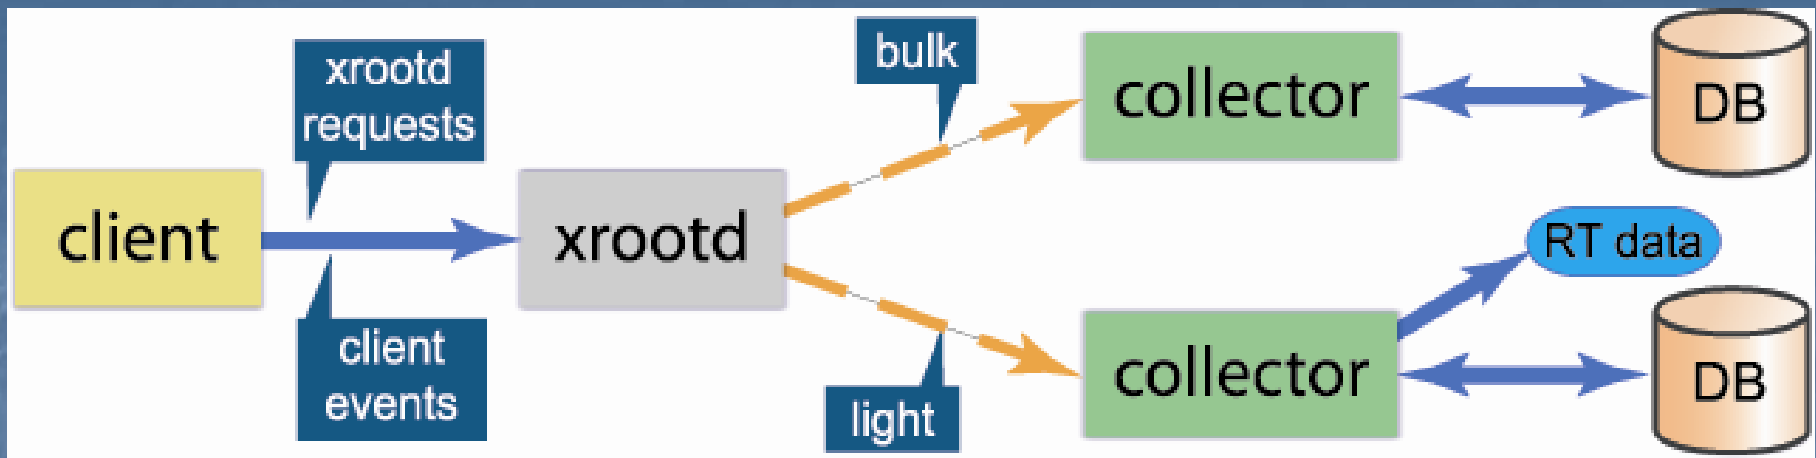 xrootd
requests
client
client
events
xrootd
bulk
light
collector
DB
collector
RT data
DB